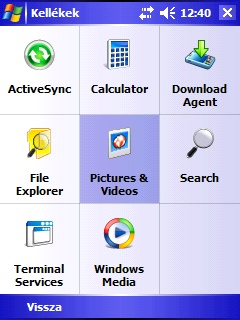 Kellékek 12:40
ActiveSync Calculator Download
Agent
File
Explorer
Pictures &
Videos
Search
Terminal
Services
Windows
Media
Vissza